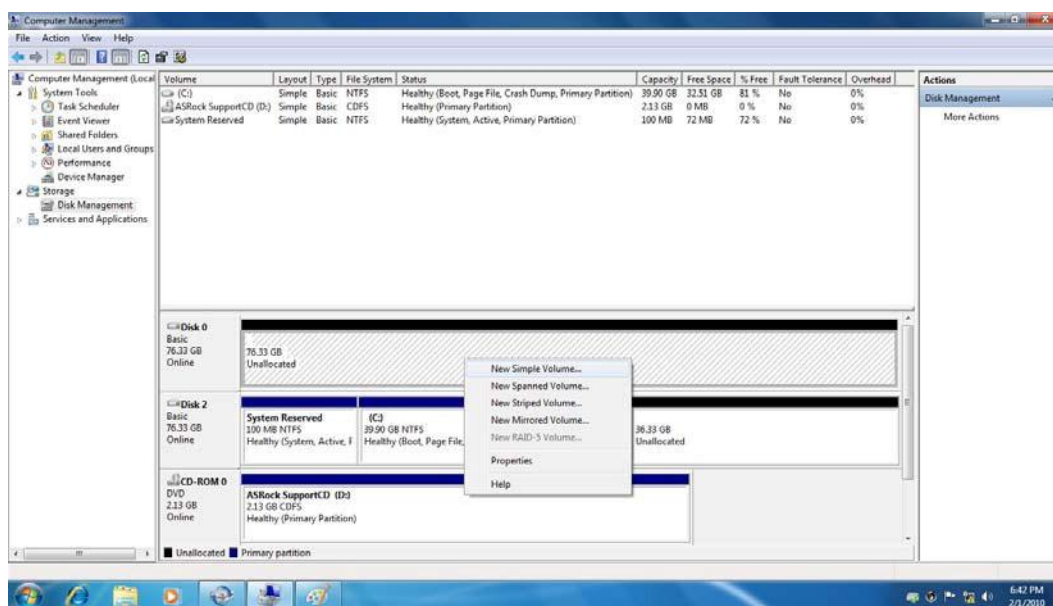 Computer Management
File Action View Help
Computer Management (Local
System Tools
Task Scheduler
Event Viewer
Shared Folders
Local Users and Groups
Performance
Device Manager
Storage
Disk Management
Services and Applications
Volume Layout Type File System Status Capacity Free Space % Free Fault Tolerance Overhead
(C:) Simple Basic NTFS Healthy (Boot, Page File, Crash Dump, Primary Partition) 39.90 GB 32.51 GB 81 % No 0%
ASRock SupportCD (D:) Simple Basic CDFS Healthy (Primary Partition) 2.13 GB 0 MB 0 % No 0%
System Reserved Simple Basic NTFS Healthy (System, Active, Primary Partition) 100 MB 72 MB 72 % No 0%
Actions
Disk Management
More Actions
Disk 0
Basic
76.33 GB
Online
76.33 GB
Unallocated
New Simple Volume...
New Spanned Volume...
New Striped Volume...
New Mirrored Volume...
New RAID-5 Volume...
Properties
Help
Disk 2
Basic
76.33 GB
Online
System Reserved
100 MB NTFS
Healthy (System, Active, F
(C:)
39.90 GB NTFS
Healthy (Boot, Page File,
36.33 GB
Unallocated
CD-ROM 0
DVD
2.13 GB
Online
ASRock SupportCD (D:)
2.13 GB CDFS
Healthy (Primary Partition)
Unallocated Primary partition
6:42 PM
2/1/2010